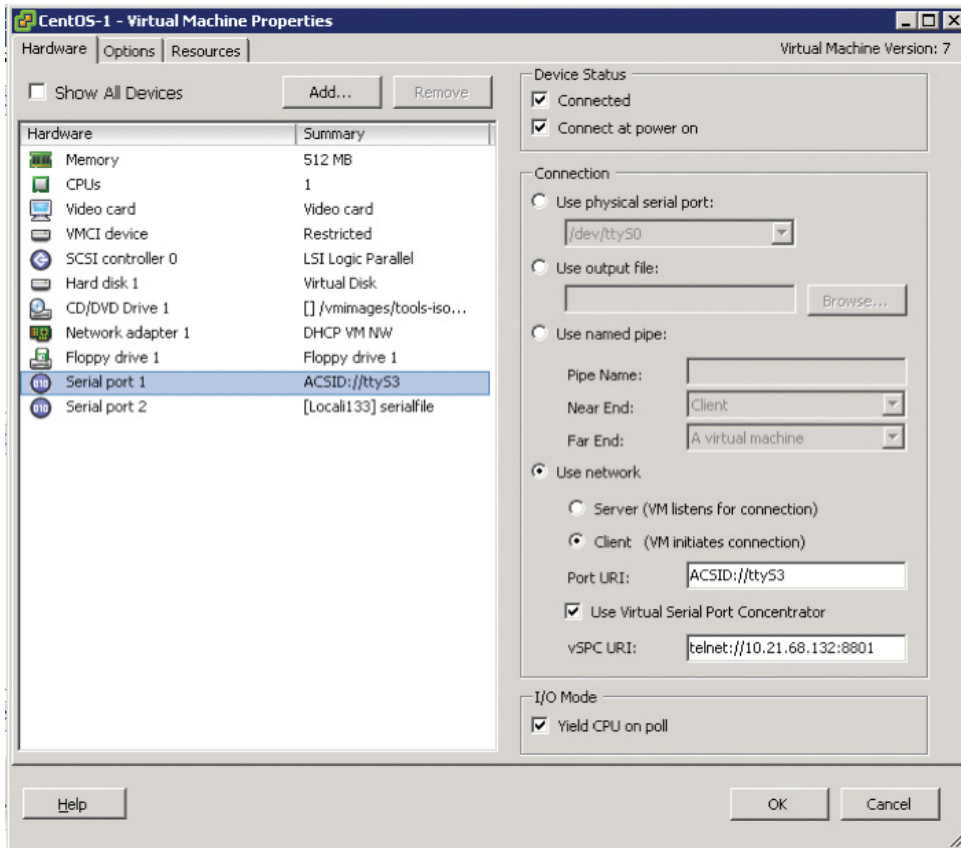 CentOS-1 - Virtual Machine Properties
Hardware Options Resources
Virtual Machine Version: 7
Show All Devices
Add...
Remove
Hardware Summary
Memory 512 MB
CPUs 1
Video card Video card
VMCI device Restricted
SCSI controller 0 LSI Logic Parallel
Hard disk 1 Virtual Disk
CD/DVD Drive 1 [] /vmimages/tools-iso...
Network adapter 1 DHCP VM NW
Floppy drive 1 Floppy drive 1
Serial port 1 ACSID://ttyS3
Serial port 2 [Locali133] serialfile
Device Status
Connected
Connect at power on
Connection
Use physical serial port:
/dev/ttyS0
Use output file:
Browse...
Use named pipe:
Pipe Name:
Near End: Client
Far End: A virtual machine
Use network
Server (VM listens for connection)
Client (VM initiates connection)
Port URI: ACSID://ttyS3
Use Virtual Serial Port Concentrator
vSPC URI: telnet://10.21.68.132:8801
I/O Mode
Yield CPU on poll
Help
OK
Cancel